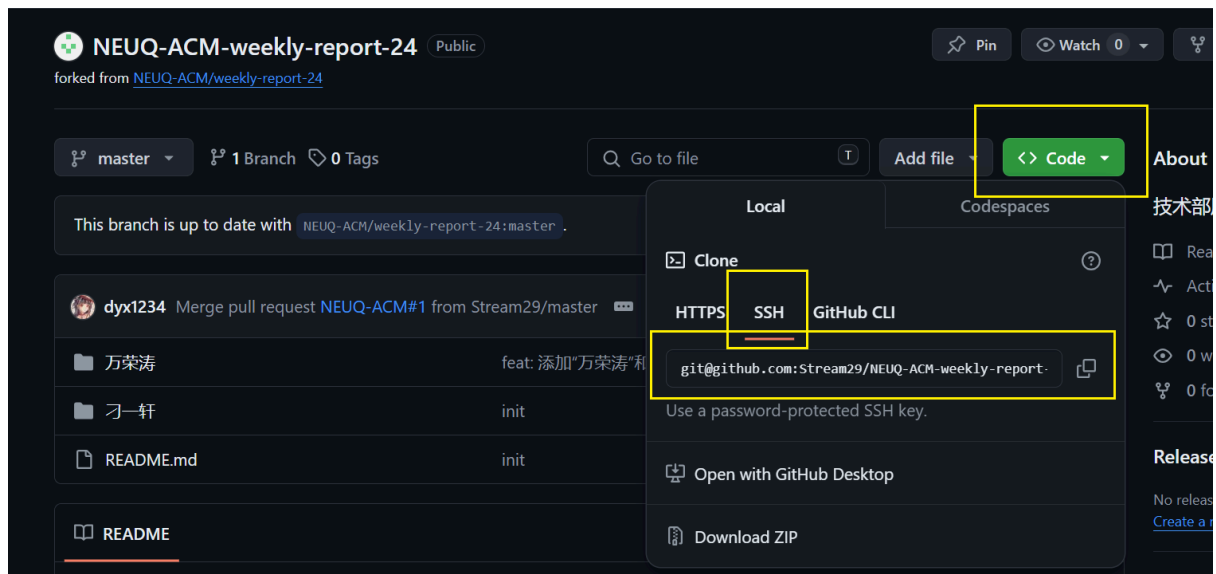 NEUQ-ACM-weekly-report-24 Public
Pin
Watch 0
forked from NEUQ-ACM/weekly-report-24
master
1 Branch
0 Tags
Go to file T
Add file
Code
About
This branch is up to date with NEUQ-ACM/weekly-report-24:master.
Local
Codespaces
技术部
Clone
dyx1234 Merge pull request NEUQ-ACM#1 from Stream29/master
HTTPS
SSH
GitHub CLI
0
万荣涛
feat: 添加“万荣涛”和
git@github.com:Stream29/NEUQ-ACM-weekly-report-
0
0
刁一轩
init
Use a password-protected SSH key.
README.md
init
Open with GitHub Desktop
No
Create a
README
Download ZIP